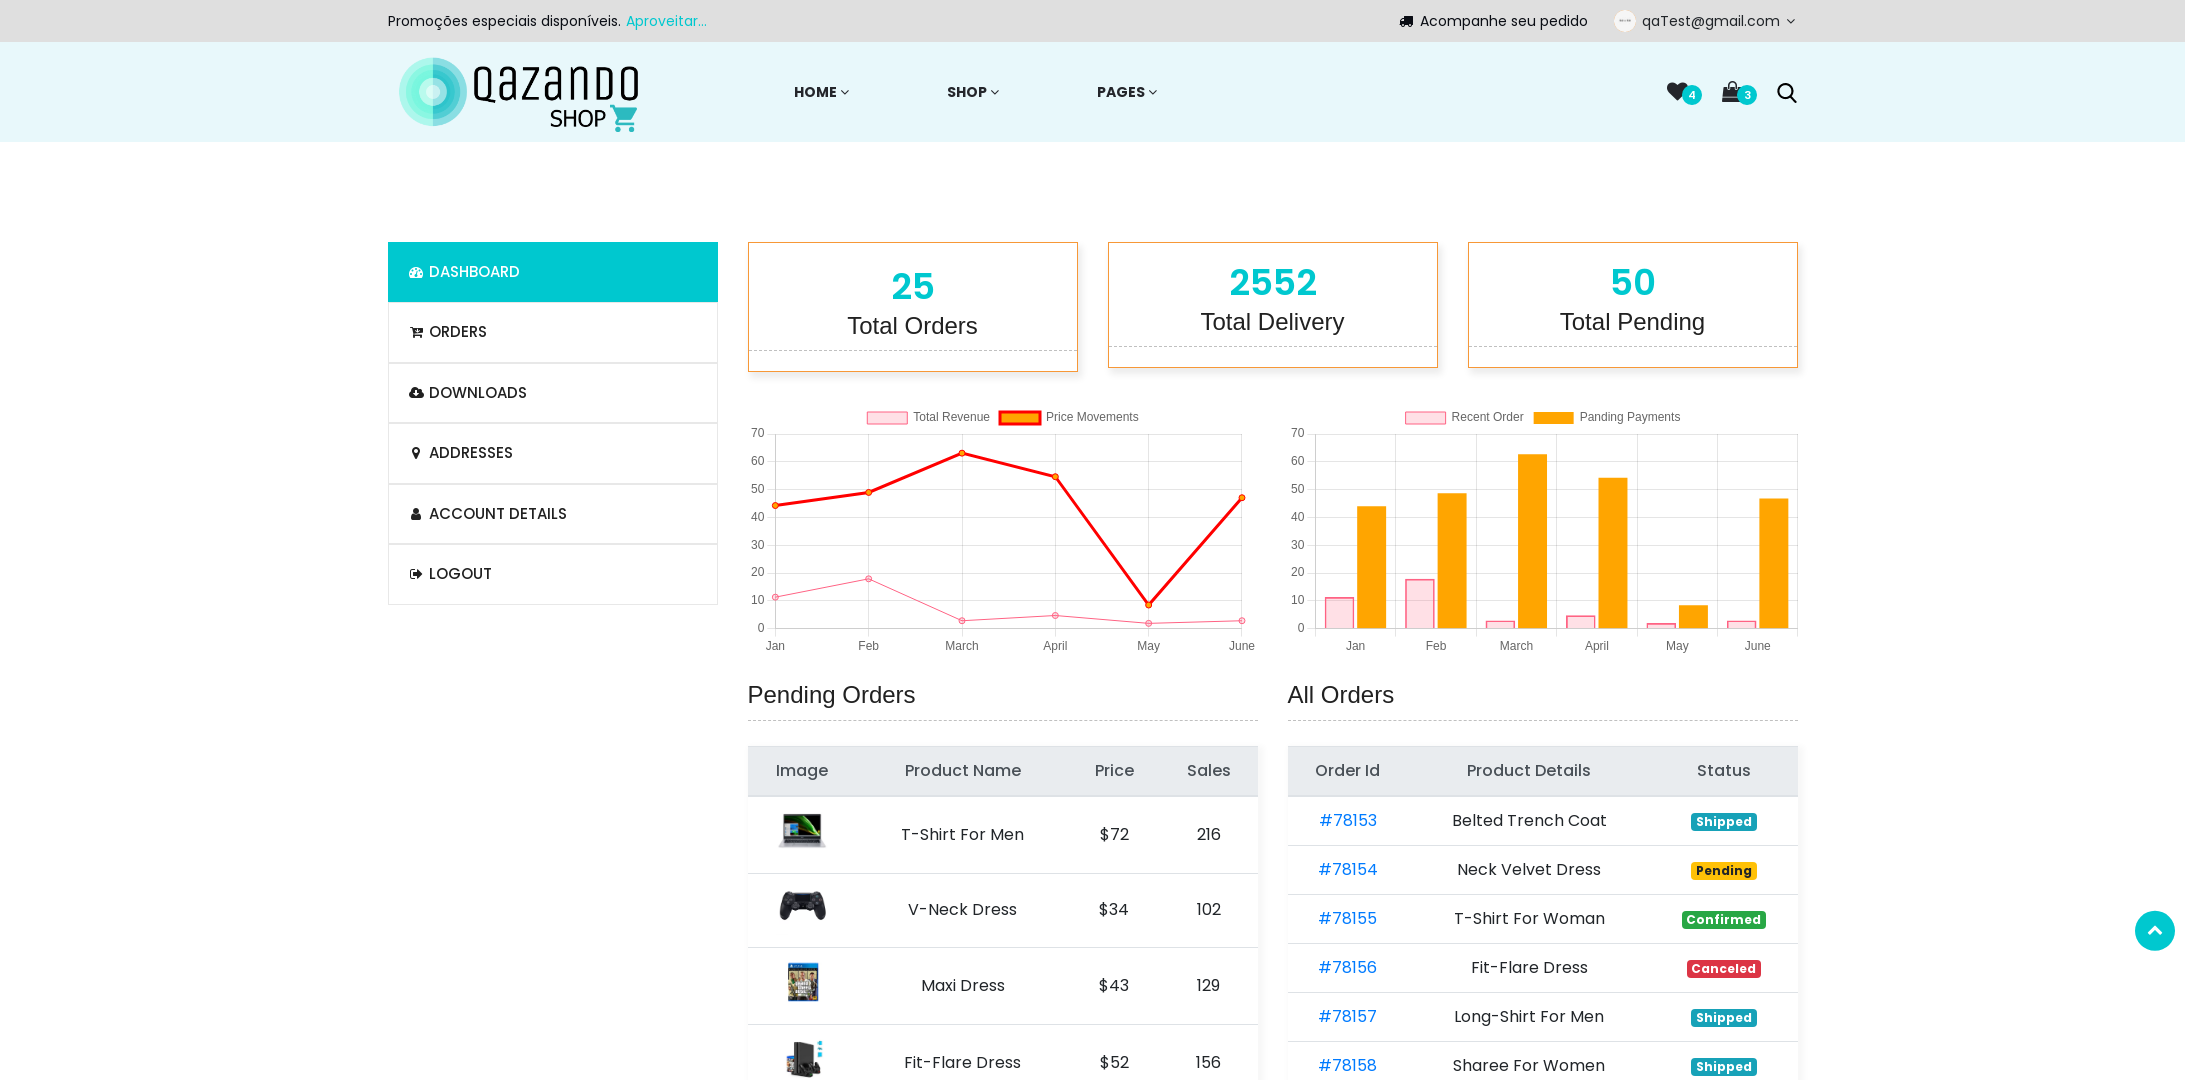 Promoções especiais disponíveis. Aproveitar...
Acompanhe seu pedido
qaTest@gmail.com
QAZANDO
SHOP
HOME
SHOP
PAGES
4
3
DASHBOARD
ORDERS
DOWNLOADS
ADDRESSES
ACCOUNT DETAILS
LOGOUT
25
Total Orders
2552
Total Delivery
50
Total Pending
Total Revenue
Price Movements
70
60
50
40
30
20
10
0
Jan
Feb
March
April
May
June
Recent Order
Panding Payments
70
60
50
40
30
20
10
0
Jan
Feb
March
April
May
June
Pending Orders
Image Product Name Price Sales
T-Shirt For Men $72 216
V-Neck Dress $34 102
Maxi Dress $43 129
Fit-Flare Dress $52 156
All Orders
Order Id Product Details Status
#78153 Belted Trench Coat Shipped
#78154 Neck Velvet Dress Pending
#78155 T-Shirt For Woman Confirmed
#78156 Fit-Flare Dress Canceled
#78157 Long-Shirt For Men Shipped
#78158 Sharee For Women Shipped